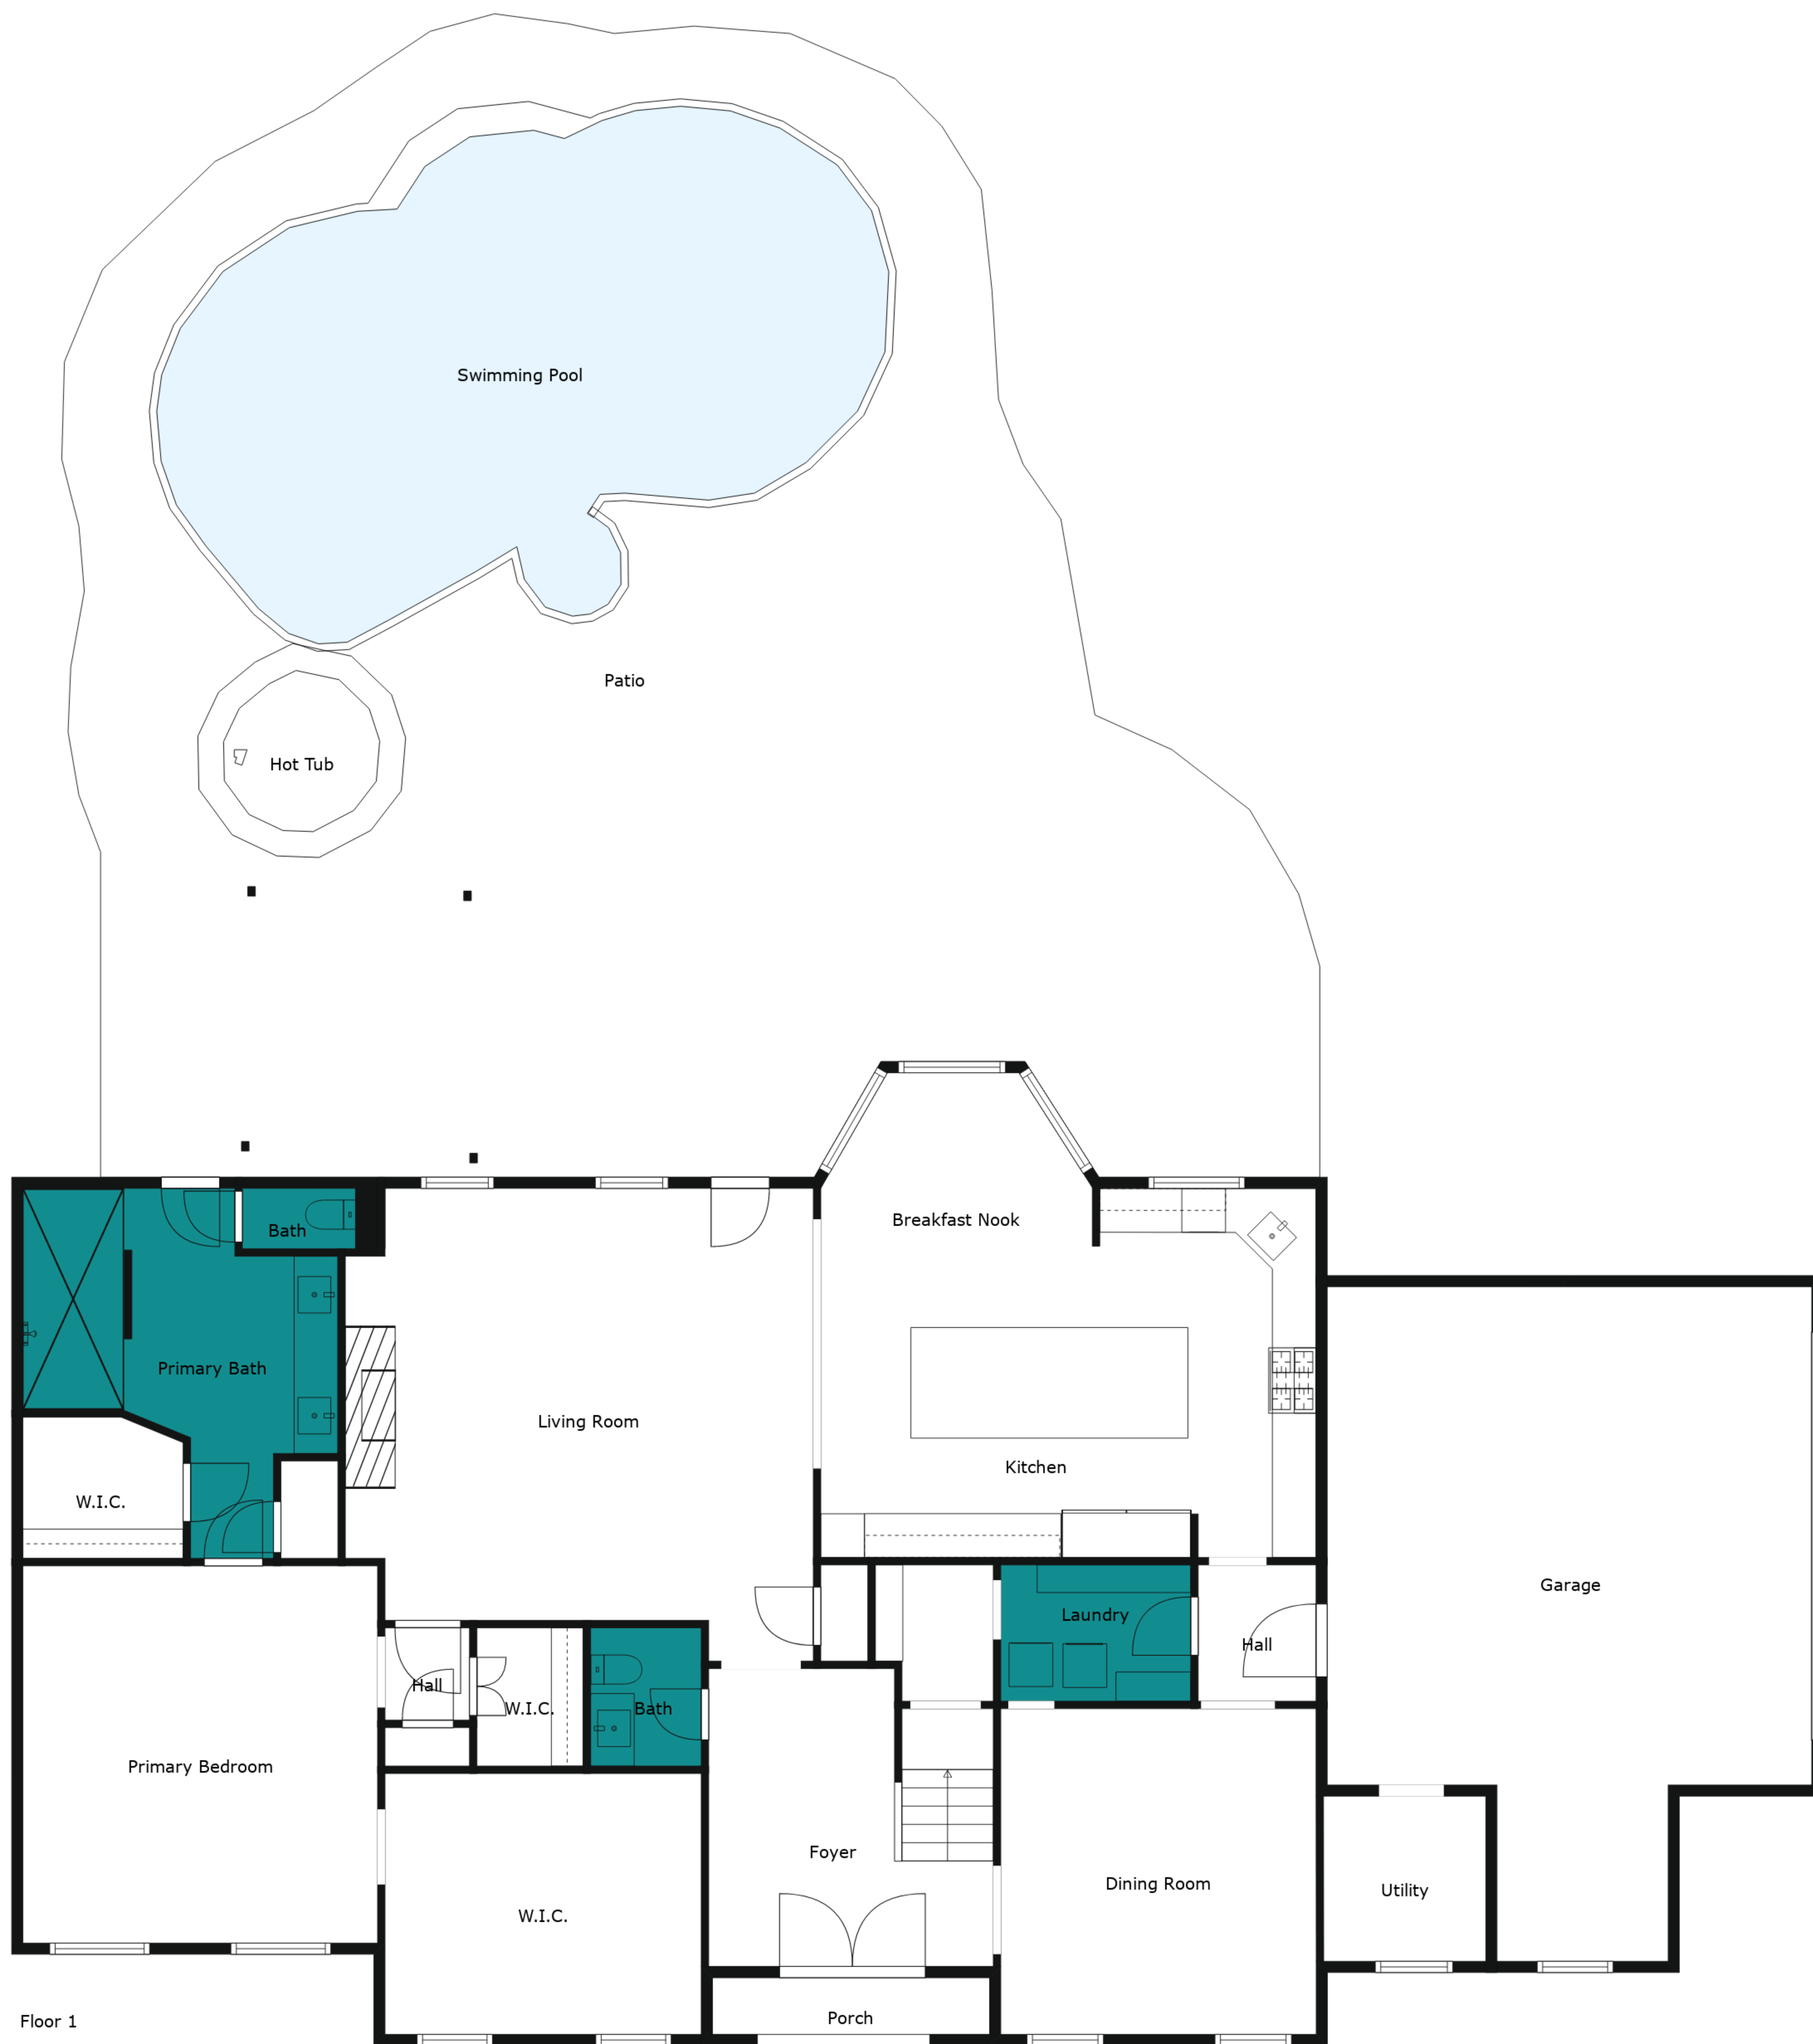 Swimming Pool
Patio
Hot Tub
Breakfast Nook
Bath
Primary Bath
Living Room
Kitchen
W.I.C.
Garage
Laundry
Hall
Hall
W.I.C.
Bath
Primary Bedroom
Foyer
Dining Room
Utility
W.I.C.
Porch
Floor 1